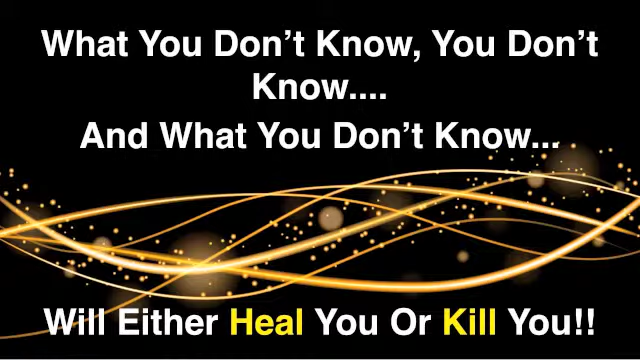 What You Don’t Know, You Don’t
Know....
And What You Don’t Know...
Will Either Heal You Or Kill You!!